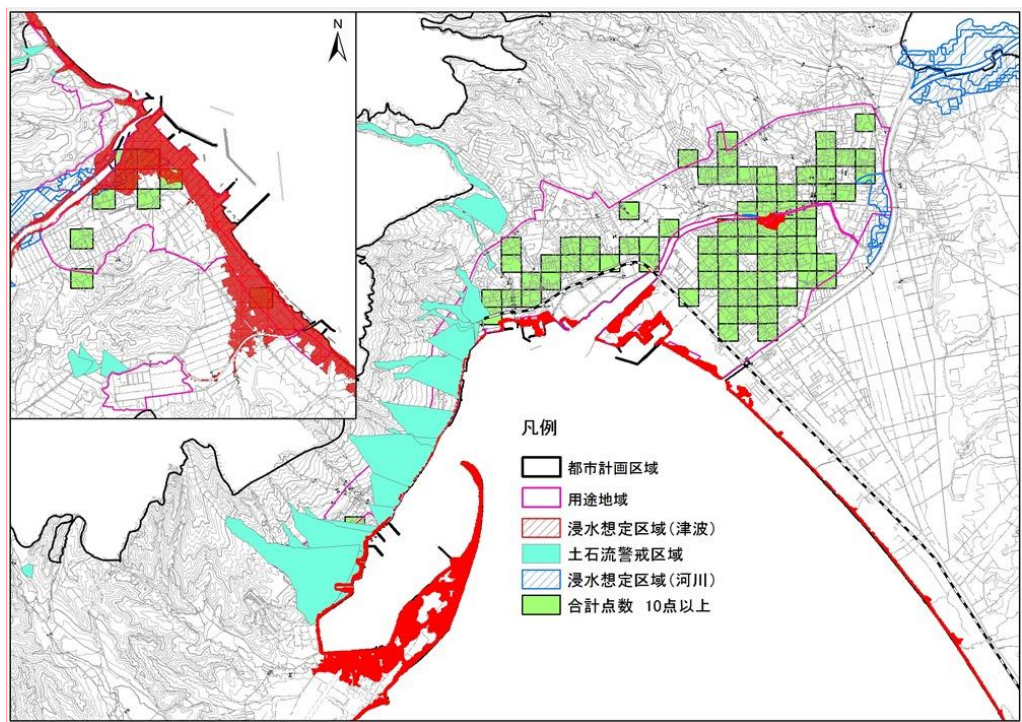 N
凡例
都市計画区域
用途地域
浸水想定区域(津波)
土石流警戒区域
浸水想定区域(河川)
合計点数 10点以上